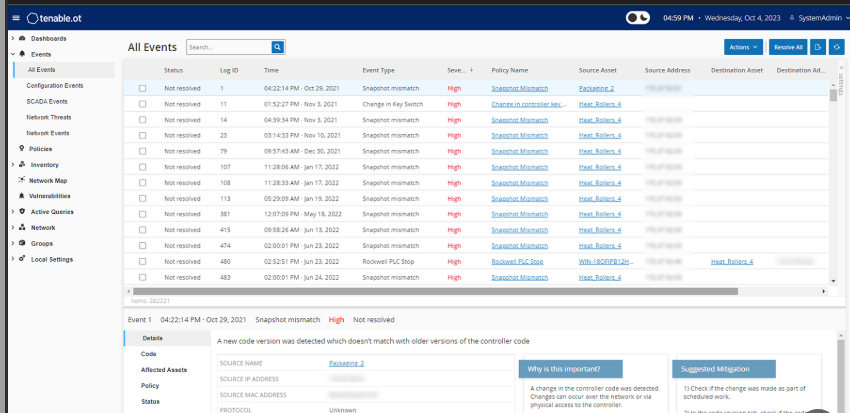 tenable.ot
04:59 PM • Wednesday, Oct 4, 2023 SystemAdmin
Dashboards
Events
All Events
Configuration Events
SCADA Events
Network Threats
Network Events
Policies
Inventory
Network Map
Vulnerabilities
Active Queries
Network
Groups
Local Settings
All Events Search... Actions Resolve All
Status Log ID Time Event Type Seve... ↓ Policy Name Source Asset Source Address Destination Asset Destination Ad...
Settings
Not resolved 1 04:22:14 PM · Oct 29, 2021 Snapshot mismatch High Snapshot Mismatch Packaging_2
Not resolved 11 01:52:27 PM · Nov 3, 2021 Change in Key Switch High Change in controller key ... Heat_Rollers_4
Not resolved 14 04:39:34 PM · Nov 3, 2021 Snapshot mismatch High Snapshot Mismatch Heat_Rollers_4
Not resolved 23 03:14:33 PM · Nov 10, 2021 Snapshot mismatch High Snapshot Mismatch Heat_Rollers_4
Not resolved 79 09:57:43 AM · Dec 30, 2021 Snapshot mismatch High Snapshot Mismatch Heat_Rollers_4
Not resolved 107 11:28:06 AM · Jan 17, 2022 Snapshot mismatch High Snapshot Mismatch Heat_Rollers_4
Not resolved 108 11:28:33 AM · Jan 17, 2022 Snapshot mismatch High Snapshot Mismatch Heat_Rollers_4
Not resolved 113 05:29:09 AM · Jan 19, 2022 Snapshot mismatch High Snapshot Mismatch Heat_Rollers_4
Not resolved 381 12:07:09 PM · May 18, 2022 Snapshot mismatch High Snapshot Mismatch Heat_Rollers_4
Not resolved 415 09:58:26 AM · Jun 13, 2022 Snapshot mismatch High Snapshot Mismatch Heat_Rollers_4
Not resolved 474 02:00:01 PM · Jun 23, 2022 Snapshot mismatch High Snapshot Mismatch Heat_Rollers_4
Not resolved 480 02:52:51 PM · Jun 23, 2022 Rockwell PLC Stop High Rockwell PLC Stop WIN-18OFIPB12H... Heat_Rollers_4
Not resolved 483 02:00:01 PM · Jun 24, 2022 Snapshot mismatch High Snapshot Mismatch Heat_Rollers_4
Items: 282221
Event 1 04:22:14 PM · Oct 29, 2021 Snapshot mismatch High Not resolved
Details
Code
Affected Assets
Policy
Status
A new code version was detected which doesn't match with older versions of the controller code
SOURCE NAME Packaging_2
SOURCE IP ADDRESS
SOURCE MAC ADDRESS
PROTOCOL Unknown
Why is this important?
A change in the controller code was detected.
Changes can occur over the network or via
physical access to the controller.
Suggested Mitigation
1) Check if the change was made as part of
scheduled work.